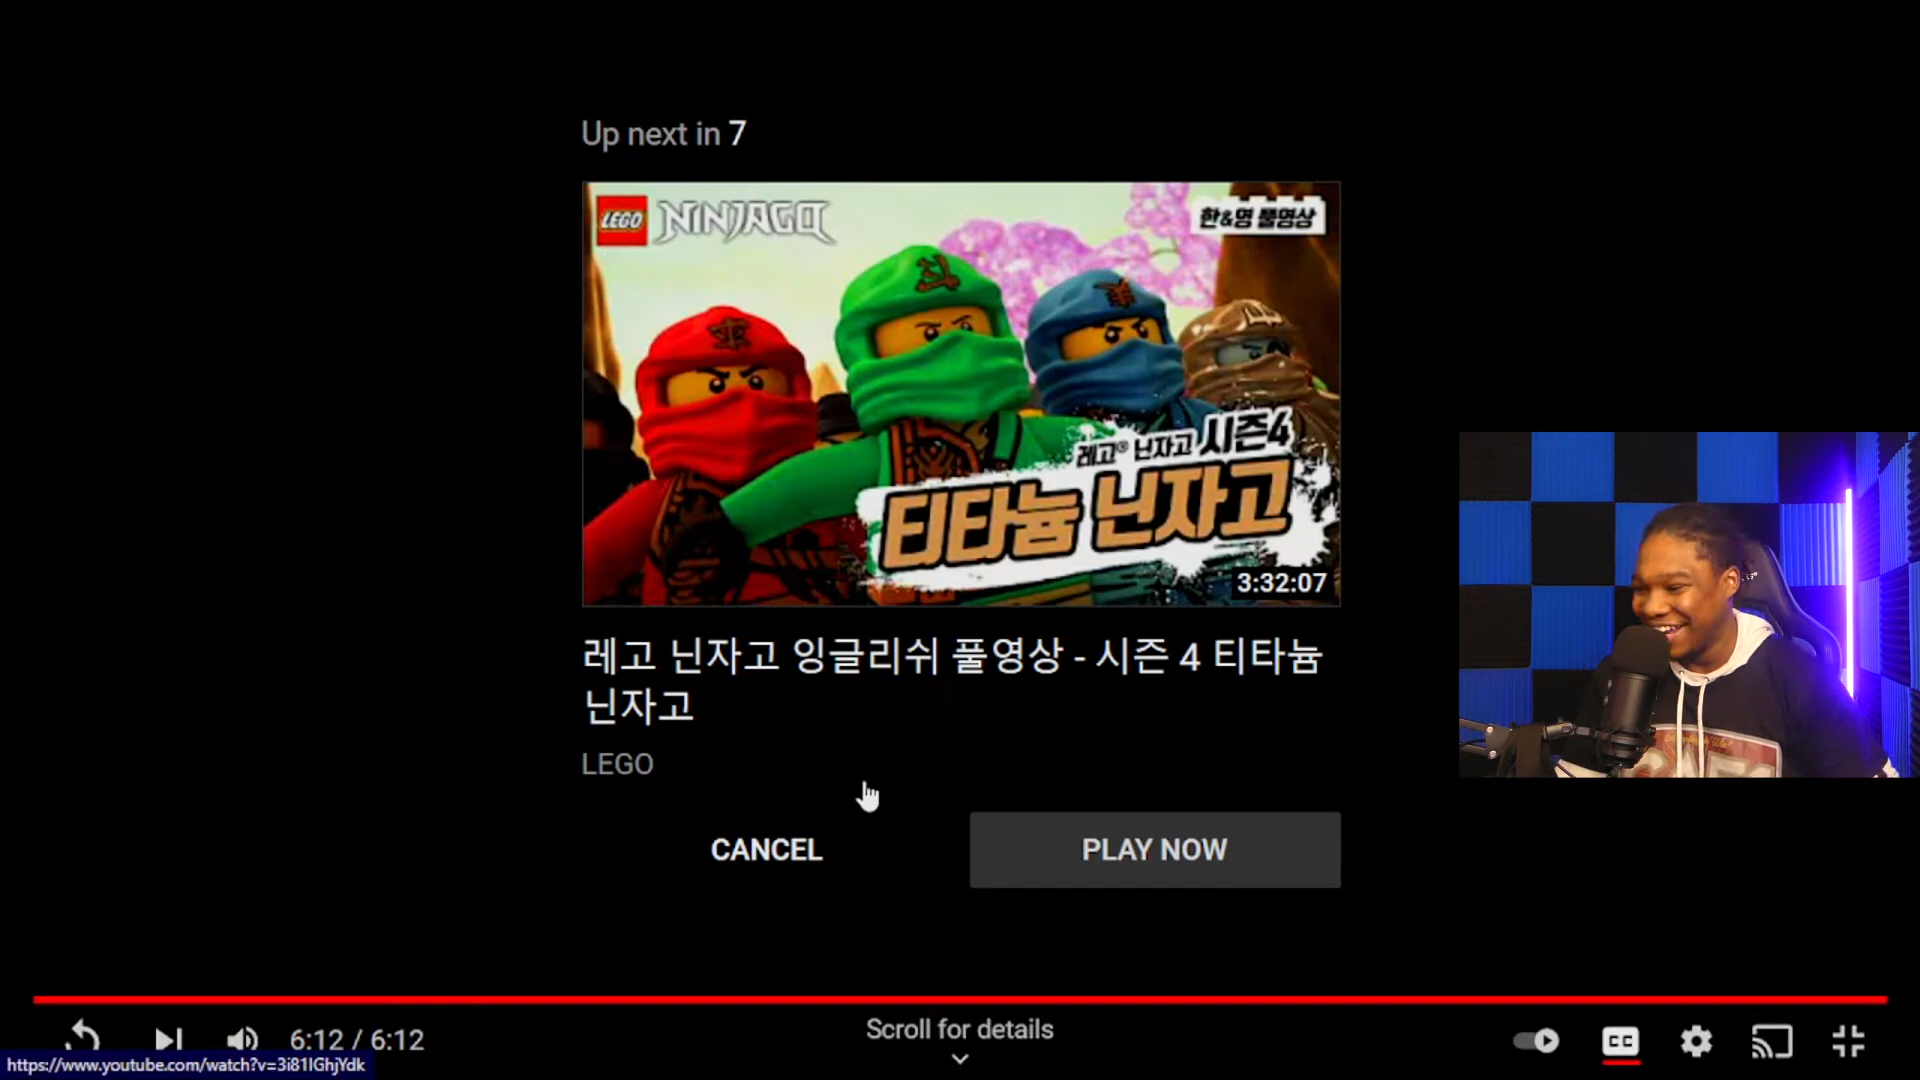 Up next in 7
LEGO NINJAGO
한&영 풀영상
레고® 닌자고 시즌4
티타늄 닌자고
3:32:07
레고 닌자고 잉글리쉬 풀영상 - 시즌 4 티타늄
닌자고
LEGO
CANCEL
PLAY NOW
6:12 / 6:12
Scroll for details
CC
https://www.youtube.com/watch?v=3i81lGhjYdk